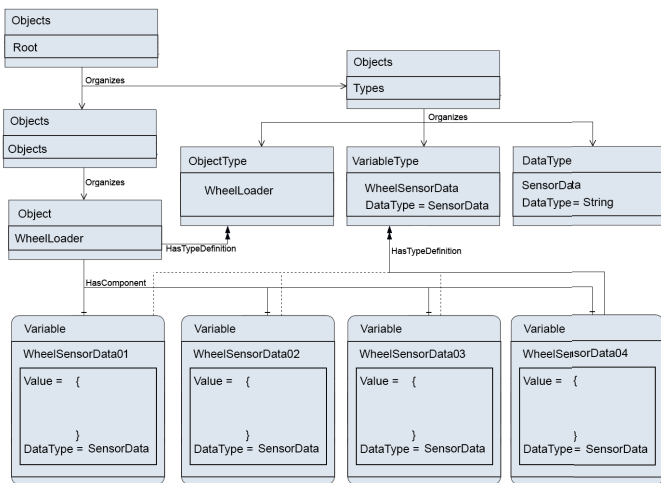 Objects
Root
Organizes
Objects
Types
Organizes
Objects
Objects
Organizes
ObjectType
WheelLoader
VariableType
WheelSensorData
DataType = SensorData
DataType
SensorData
DataType= String
Object
WheelLoader
HasTypeDefinition
HasTypeDefinition
HasComponent
Variable
WheelSensorData01
Value = {
}
DataType = SensorData
Variable
WheelSensorData02
Value = {
}
DataType = SensorData
Variable
WheelSensorData03
Value = {
}
DataType = SensorData
Variable
WheelSensorData04
Value = {
}
DataType= SensorData